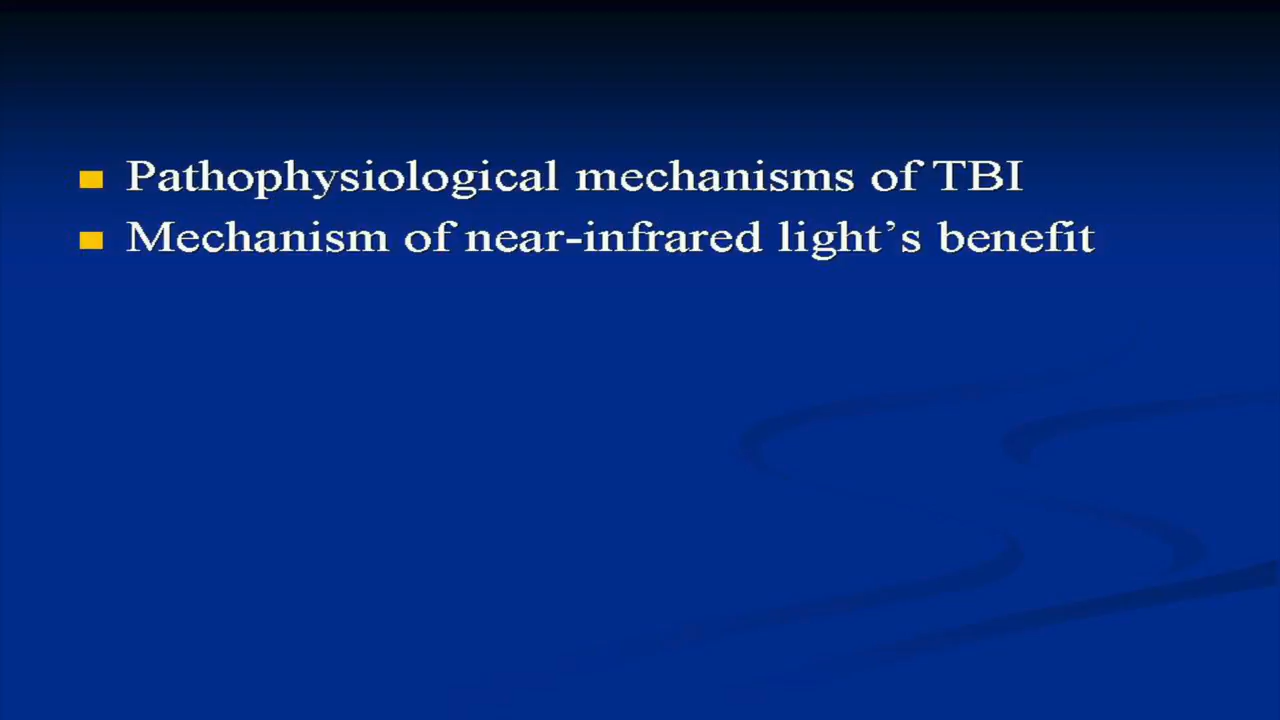 Pathophysiological mechanisms of TBI
Mechanism of near-infrared light’s benefit